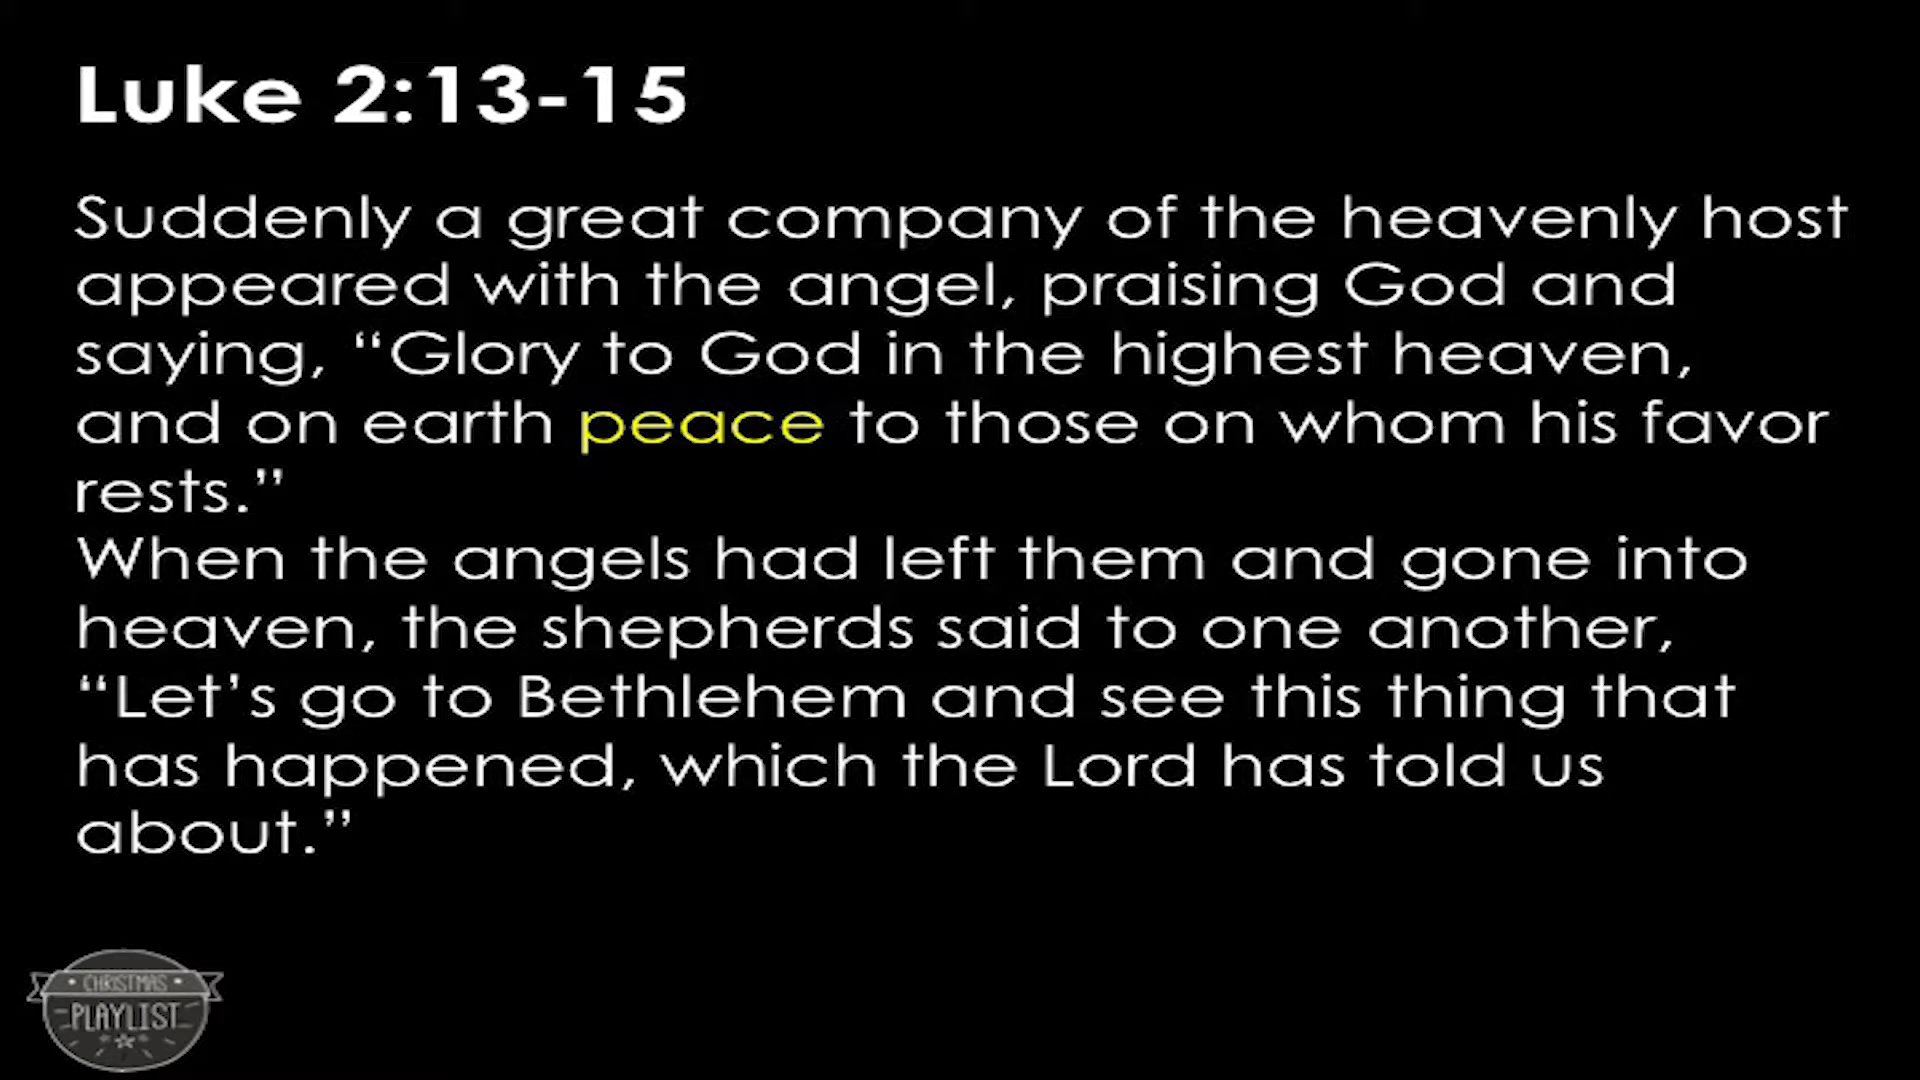 Luke 2:13-15
Suddenly a great company of the heavenly host
appeared with the angel, praising God and
saying, “Glory to God in the highest heaven,
and on earth peace to those on whom his favor
rests.”
When the angels had left them and gone into
heaven, the shepherds said to one another,
“Let’s go to Bethlehem and see this thing that
has happened, which the Lord has told us
about.”
• CHRISTMAS •
PLAYLIST